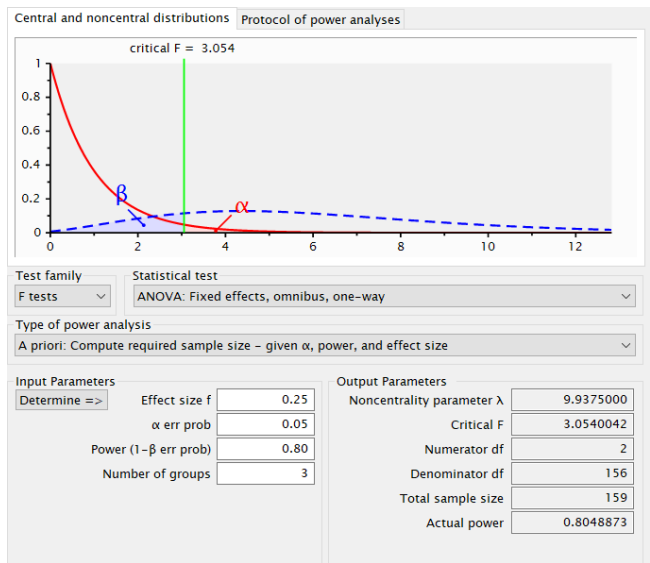 Central and noncentral distributions Protocol of power analyses
critical F = 3.054
1
0.8
0.6
0.4
β α
0.2
0
0 2 4 6 8 10 12
Test family Statistical test
F tests ANOVA: Fixed effects, omnibus, one-way
Type of power analysis
A priori: Compute required sample size - given α, power, and effect size
Input Parameters
Determine => Effect size f 0.25
α err prob 0.05
Power (1-β err prob) 0.80
Number of groups 3
Output Parameters
Noncentrality parameter λ 9.9375000
Critical F 3.0540042
Numerator df 2
Denominator df 156
Total sample size 159
Actual power 0.8048873